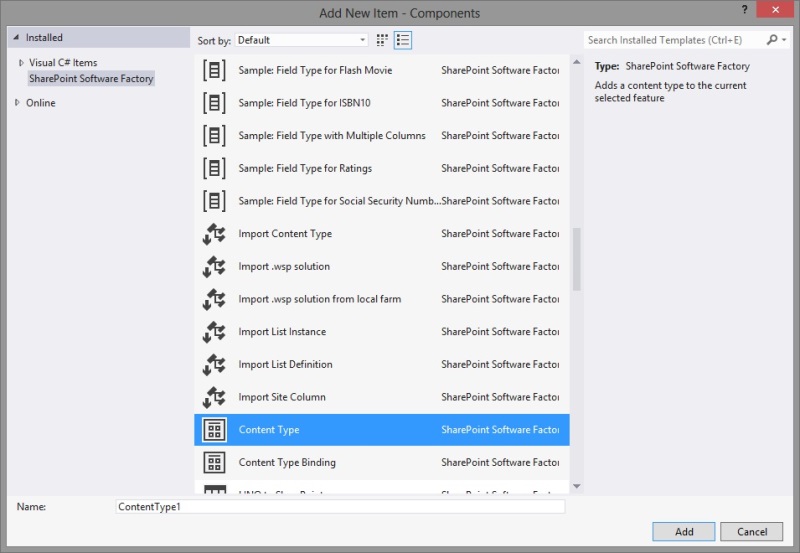 Add New Item - Components
?
Installed
Visual C# Items
SharePoint Software Factory
Online
Sort by: Default
Search Installed Templates (Ctrl+E)
Sample: Field Type for Flash Movie SharePoint Software Factor
Sample: Field Type for ISBN10 SharePoint Software Factor
Sample: Field Type with Multiple Columns SharePoint Software Factor
Sample: Field Type for Ratings SharePoint Software Factor
Sample: Field Type for Social Security Numb... SharePoint Software Factor
Import Content Type SharePoint Software Factor
Import .wsp solution SharePoint Software Factor
Import .wsp solution from local farm SharePoint Software Factor
Import List Instance SharePoint Software Factor
Import List Definition SharePoint Software Factor
Import Site Column SharePoint Software Factor
Content Type SharePoint Software Factor
Content Type Binding SharePoint Software Factor
Type: SharePoint Software Factory
Adds a content type to the current
selected feature
Name: ContentType1
Add
Cancel